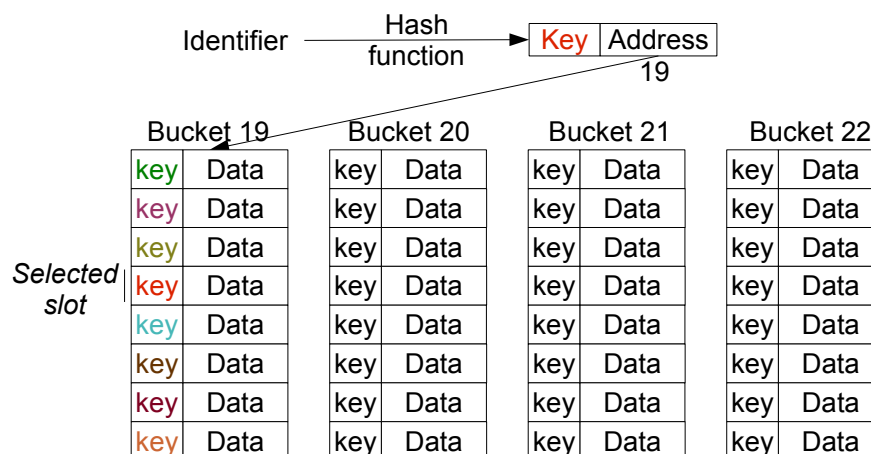 Identifier Hash function Key Address
19
Bucket 19 Bucket 20 Bucket 21 Bucket 22
key Data key Data key Data key Data
key Data key Data key Data key Data
key Data key Data key Data key Data
Selected slot key Data key Data key Data key Data
key Data key Data key Data key Data
key Data key Data key Data key Data
key Data key Data key Data key Data
key Data key Data key Data key Data